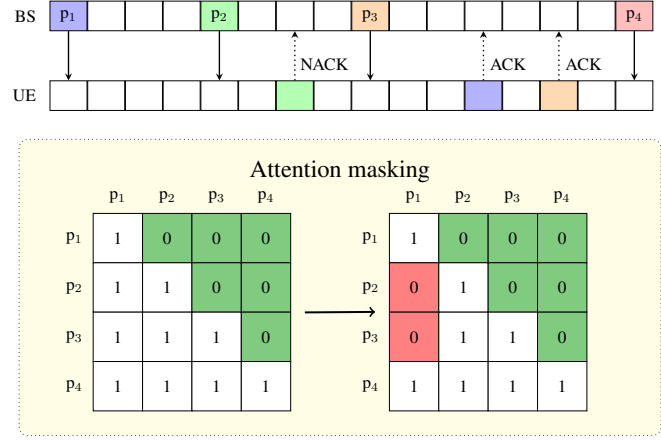 BS p1 p2 p3 p4
NACK ACK ACK
UE
Attention masking
p1 p2 p3 p4 p1 p2 p3 p4
p1 1 0 0 0 p1 1 0 0 0
p2 1 1 0 0 p2 0 1 0 0
p3 1 1 1 0 p3 0 1 1 0
p4 1 1 1 1 p4 1 1 1 1